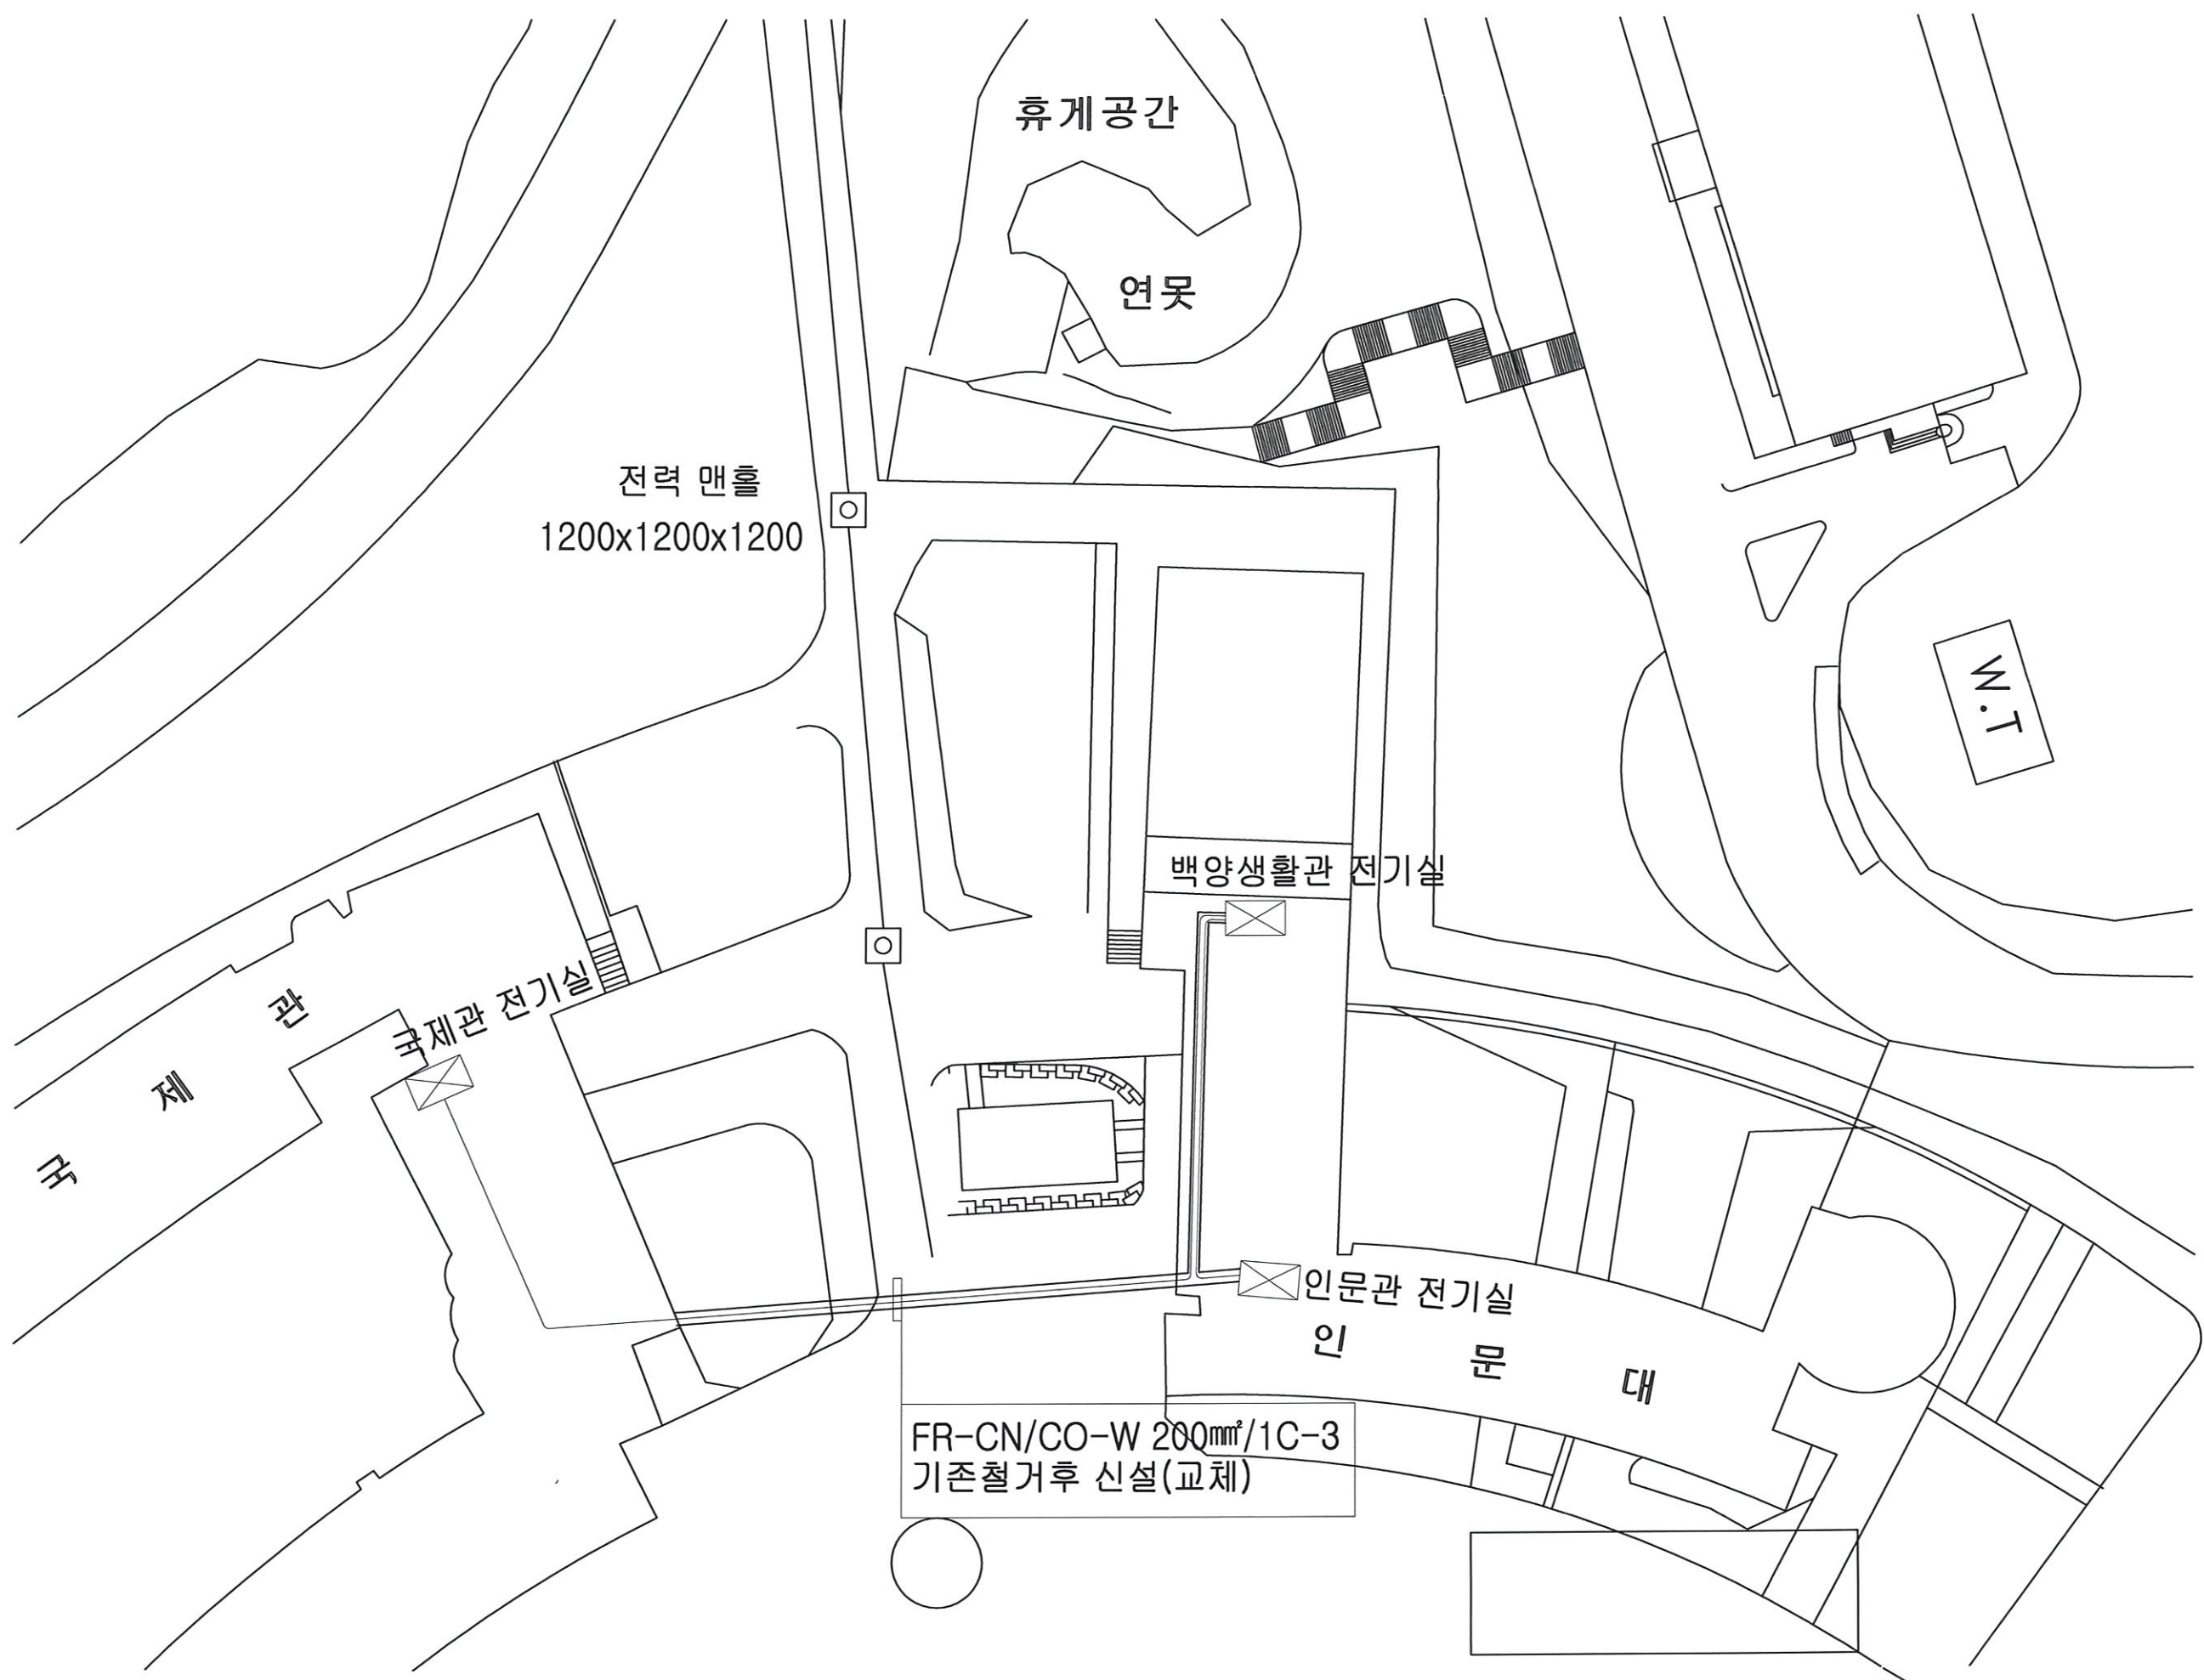 휴게공간
연못
전력 맨홀
1200x1200x1200
W.T
백양생활관 전기실
국제관 전기실
국 제 관
인문관 전기실
인 문 대
FR-CN/CO-W 200㎟/1C-3
기존철거후 신설(교체)